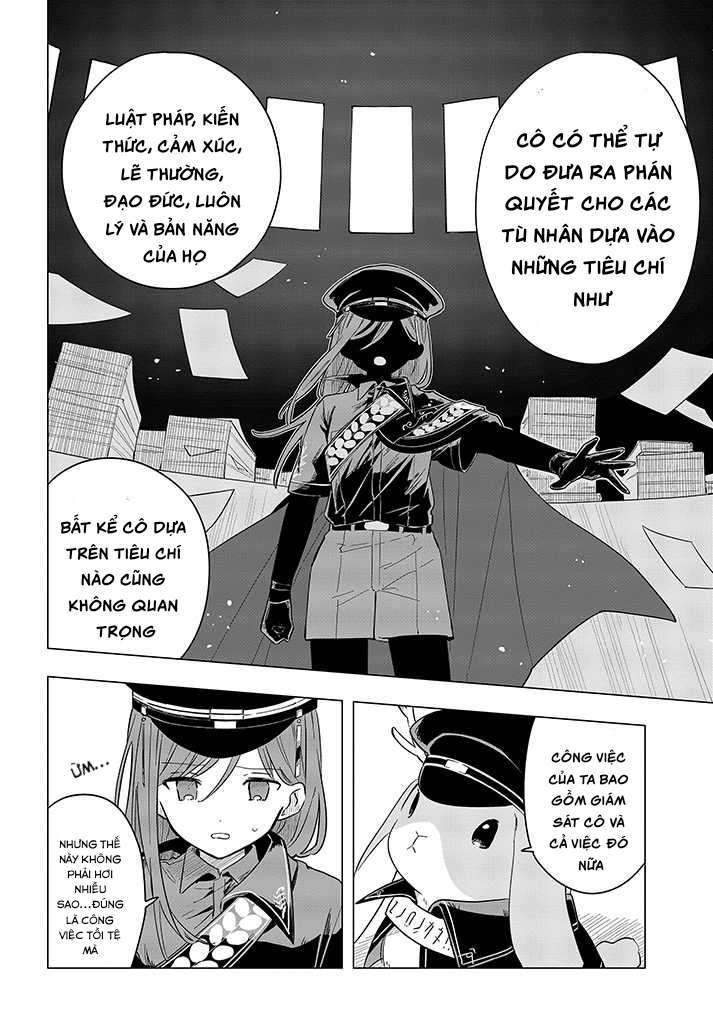 CÔ CÓ THỂ TỰ
DO ĐƯA RA PHÁN
QUYẾT CHO CÁC
TÙ NHÂN DỰA VÀO
NHỮNG TIÊU CHÍ
NHƯ
LUẬT PHÁP, KIẾN
THỨC, CẢM XÚC,
LẼ THƯỜNG,
ĐẠO ĐỨC, LUÔN
LÝ VÀ BẢN NĂNG
CỦA HỌ
BẤT KỂ CÔ DỰA
TRÊN TIÊU CHÍ
NÀO CŨNG
KHÔNG QUAN
TRỌNG
CÔNG VIỆC
CỦA TA BAO
GỒM GIÁM
SÁT CÔ VÀ
CẢ VIỆC ĐÓ
NỮA
ỪM...
NHƯNG THẾ
NÀY KHÔNG
PHẢI HƠI
NHIỀU
SAO...ĐÚNG
LÀ CÔNG
VIỆC TỒI TỆ
MÀ